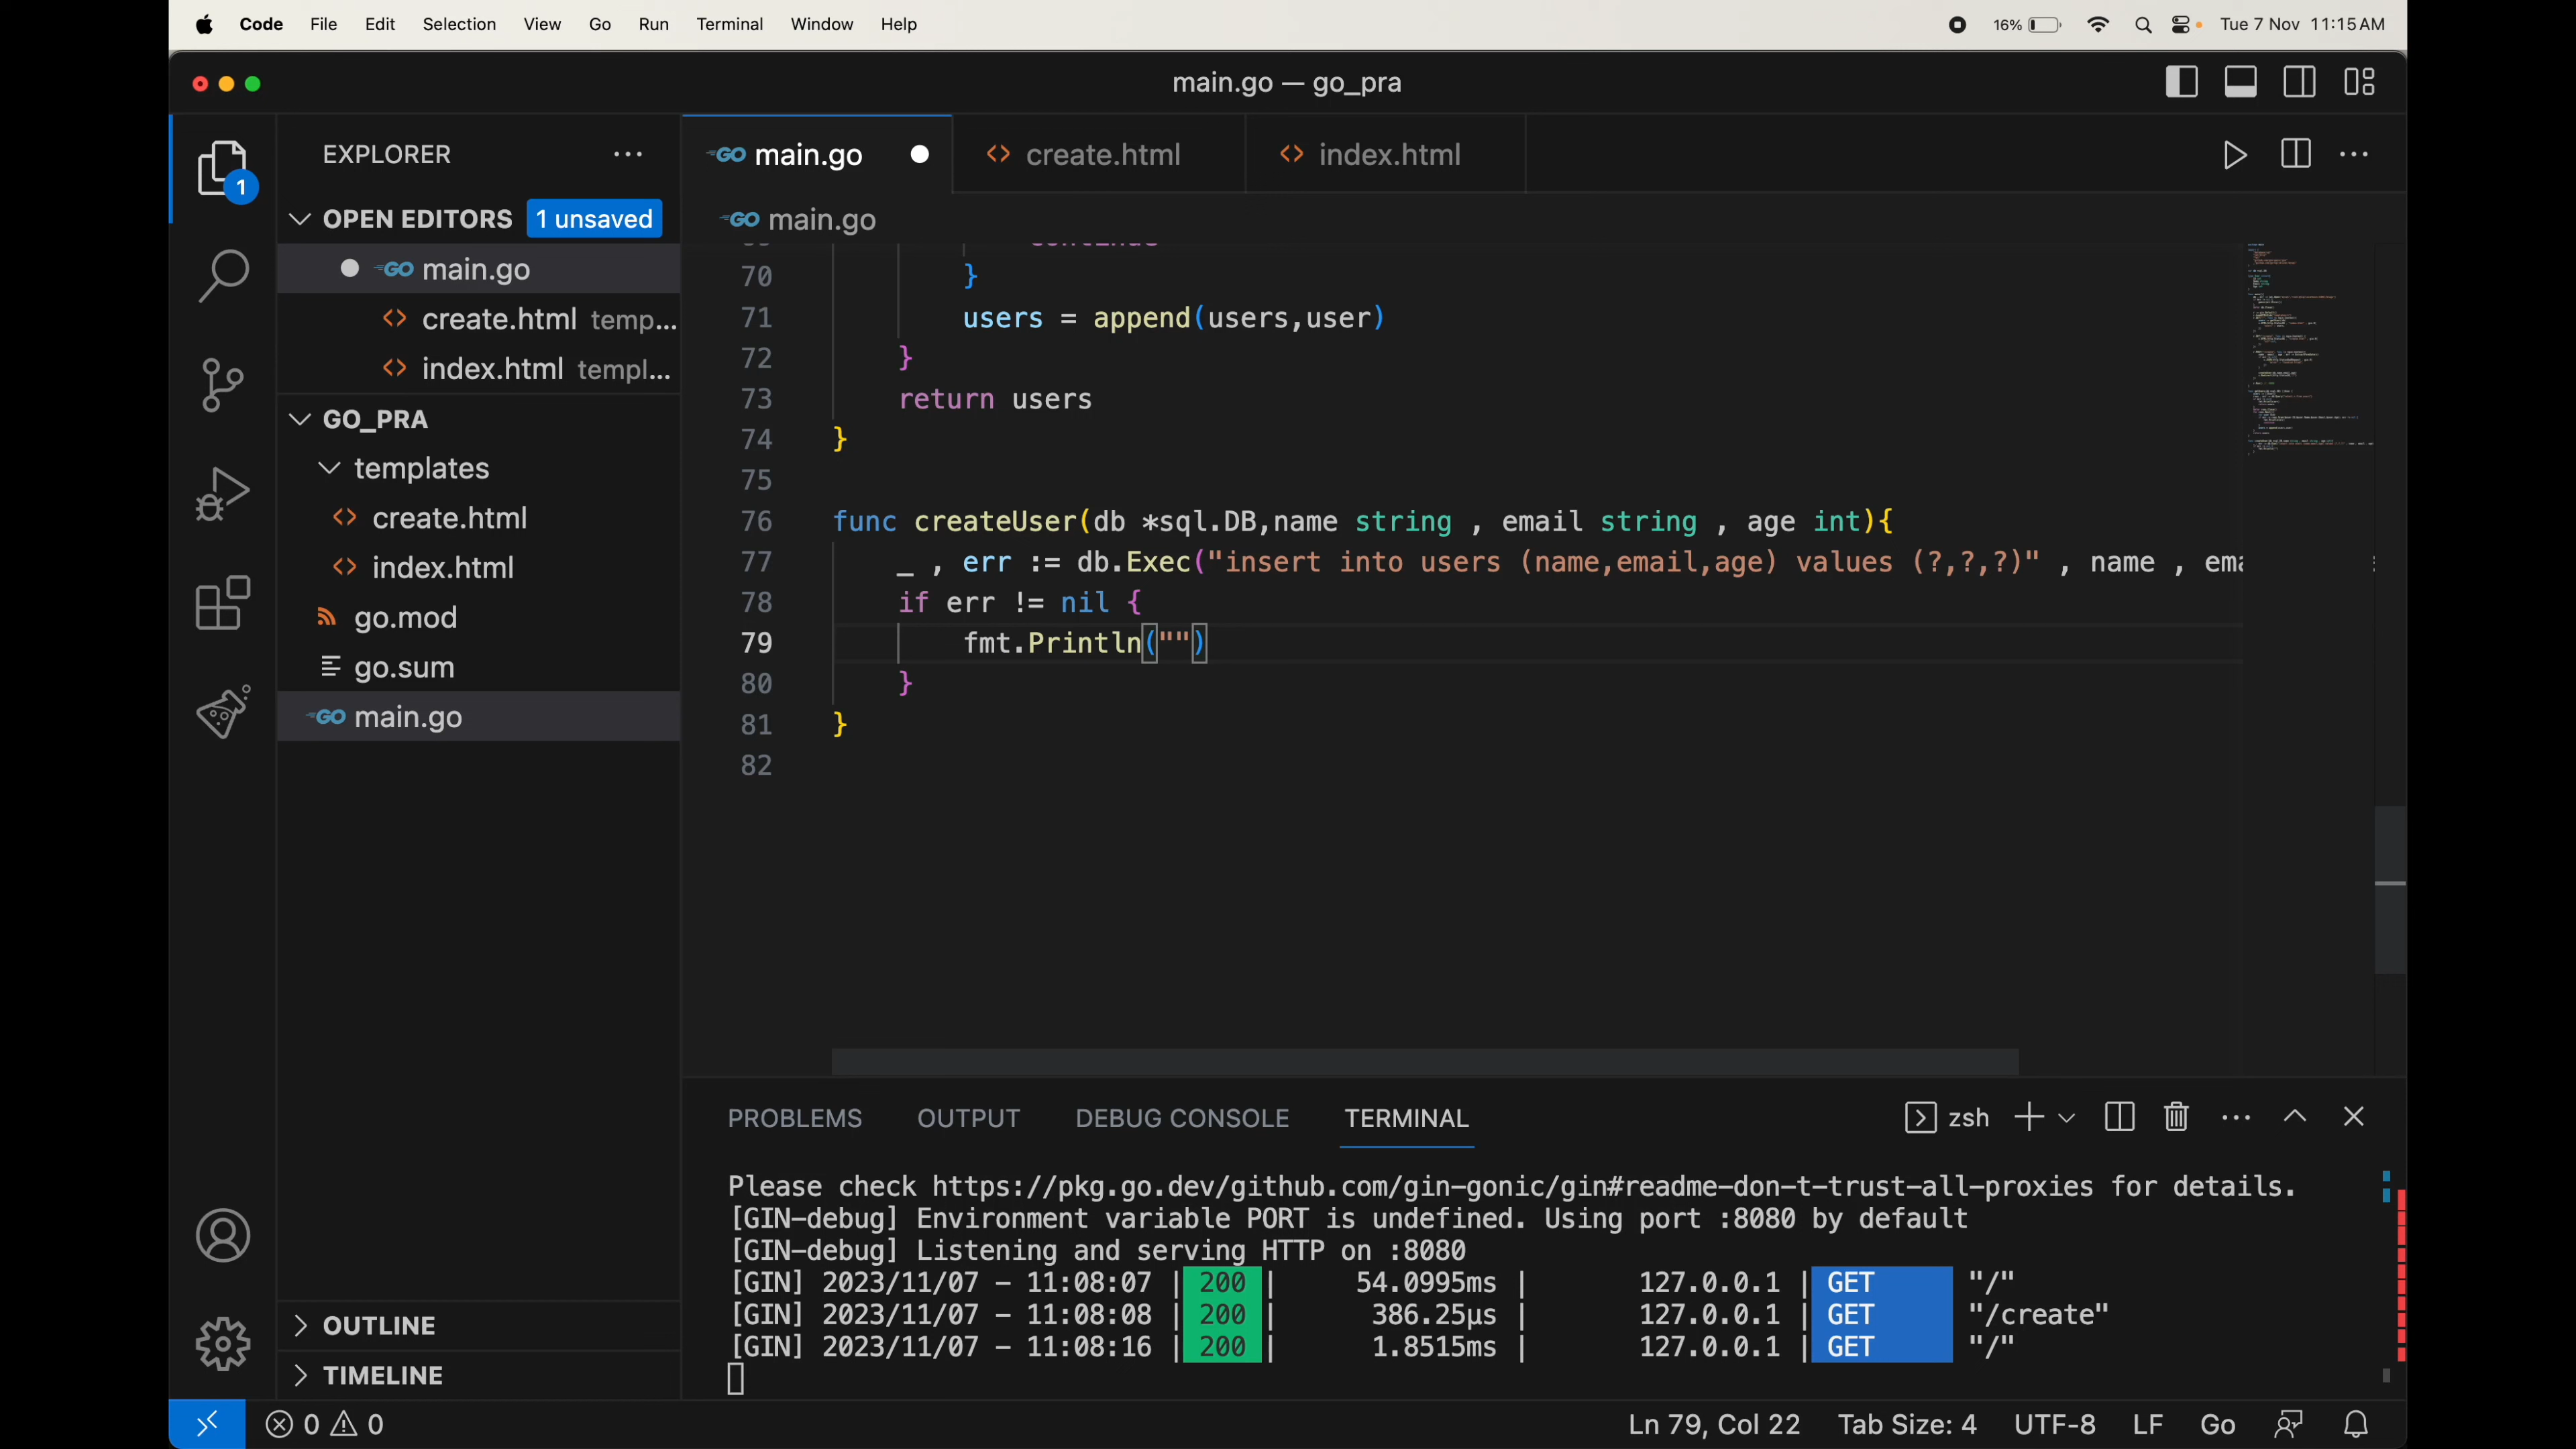 Code File Edit Selection View Go Run Terminal Window Help 16% Tue 7 Nov 11:15 AM
main.go — go_pra
EXPLORER
1
OPEN EDITORS 1 unsaved
GO main.go
<> create.html temp...
<> index.html templ...
GO_PRA
templates
<> create.html
<> index.html
go.mod
go.sum
GO main.go
OUTLINE
TIMELINE
GO main.go <> create.html <> index.html
GO main.go
70 }
71 users = append(users,user)
72 }
73 return users
74 }
75
76 func createUser(db *sql.DB,name string , email string , age int){
77 _ , err := db.Exec("insert into users (name,email,age) values (?,?,?)" , name , ema
78 if err != nil {
79 fmt.Println("")
80 }
81 }
82
PROBLEMS OUTPUT DEBUG CONSOLE TERMINAL zsh
Please check https://pkg.go.dev/github.com/gin-gonic/gin#readme-don-t-trust-all-proxies for details.
[GIN-debug] Environment variable PORT is undefined. Using port :8080 by default
[GIN-debug] Listening and serving HTTP on :8080
[GIN] 2023/11/07 - 11:08:07 | 200 | 54.0995ms | 127.0.0.1 | GET "/"
[GIN] 2023/11/07 - 11:08:08 | 200 | 386.25µs | 127.0.0.1 | GET "/create"
[GIN] 2023/11/07 - 11:08:16 | 200 | 1.8515ms | 127.0.0.1 | GET "/"
0 0 Ln 79, Col 22 Tab Size: 4 UTF-8 LF Go